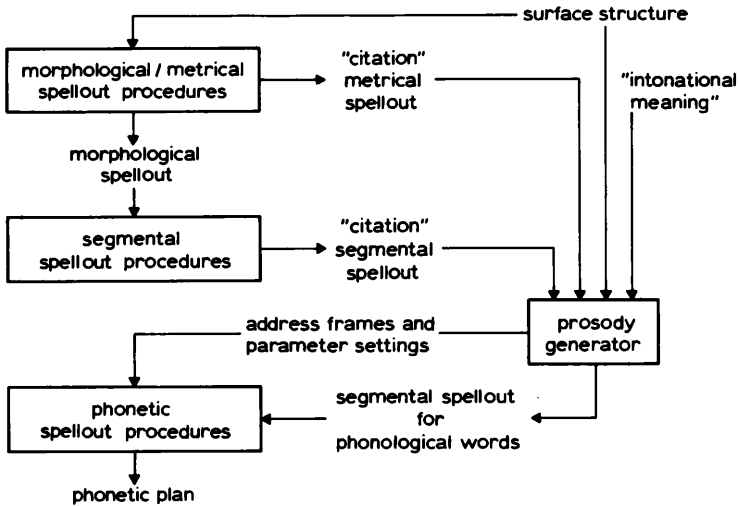 surface structure
morphological / metrical
spellout procedures
"citation"
metrical
spellout
"intonational
meaning"
morphological
spellout
segmental
spellout procedures
"citation"
segmental
spellout
address frames and
parameter settings
prosody
generator
phonetic
spellout procedures
segmental spellout
for
phonological words
phonetic plan